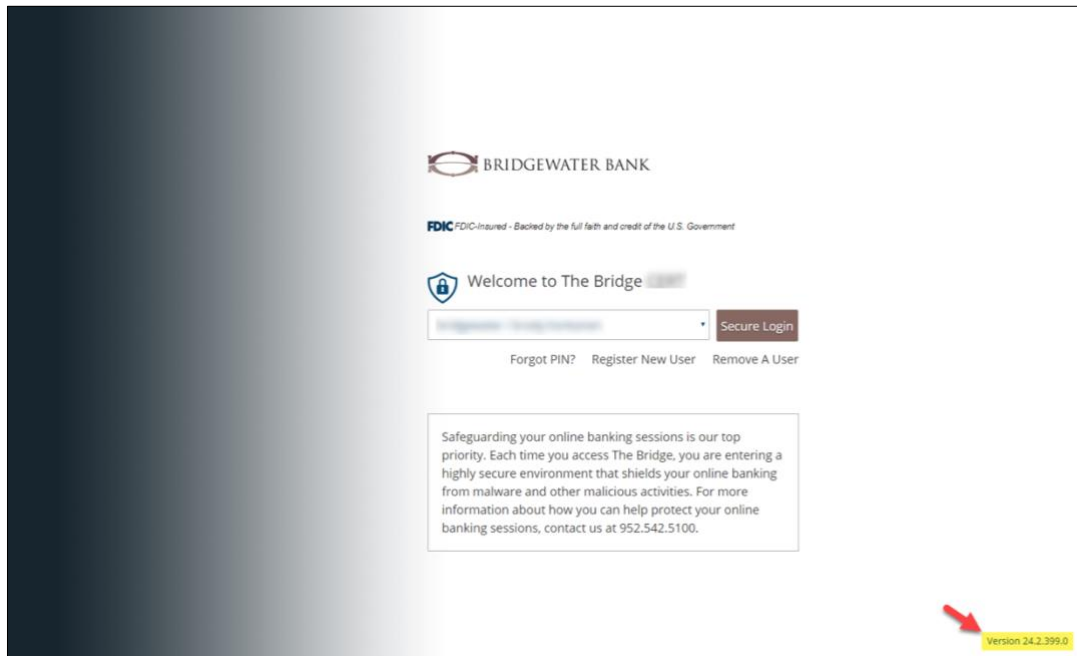 BRIDGEWATER BANK
FDIC FDIC-Insured - Backed by the full faith and credit of the U.S. Government
Welcome to The Bridge
Secure Login
Forgot PIN? Register New User Remove A User
Safeguarding your online banking sessions is our top
priority. Each time you access The Bridge, you are entering a
highly secure environment that shields your online banking
from malware and other malicious activities. For more
information about how you can help protect your online
banking sessions, contact us at 952.542.5100.
Version 24.2.399.0